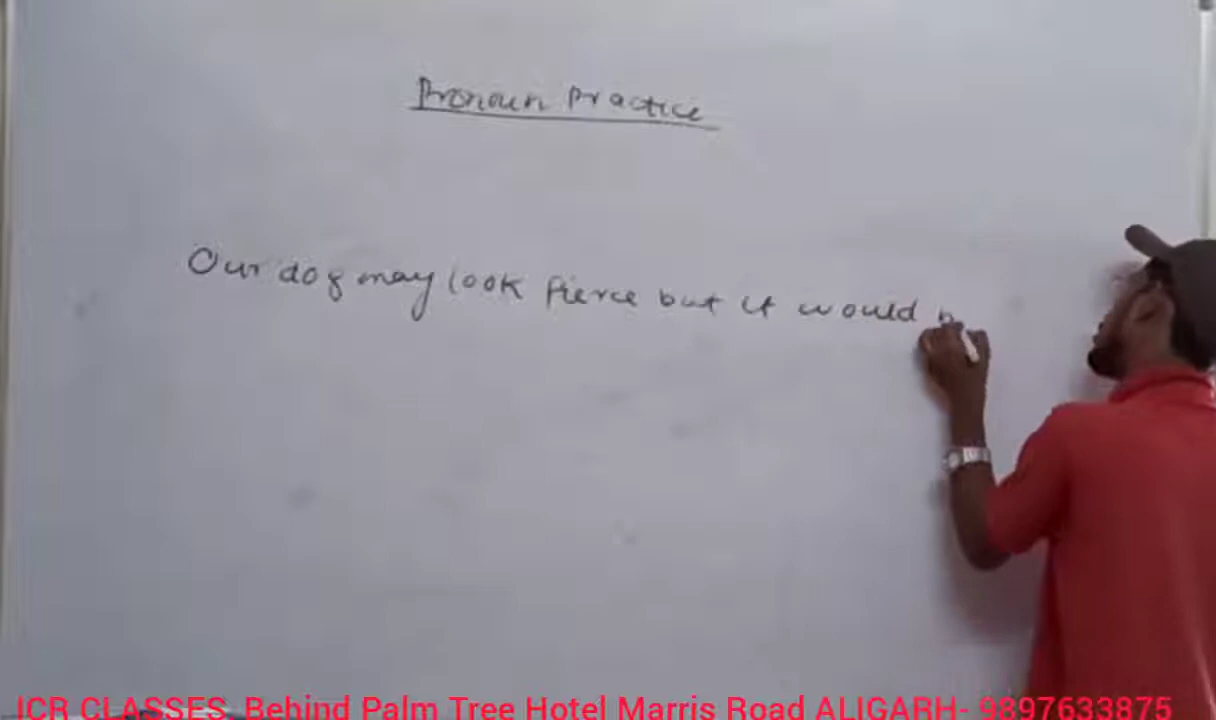 Pronoun Practice
Our dog may look fierce but it would
ICR CLASSES, Behind Palm Tree Hotel Marris Road ALIGARH- 9897633875